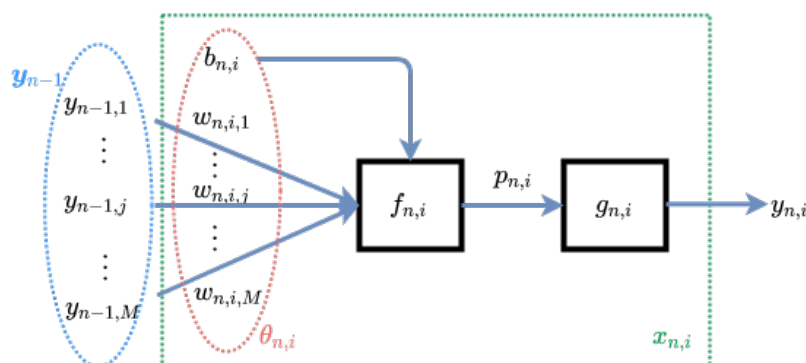 b_{n,i}
𝒚_{n−1}
y_{n−1,1}
w_{n,i,1}
⋮
⋮
p_{n,i}
y_{n−1,j}
w_{n,i,j}
f_{n,i}
g_{n,i}
y_{n,i}
⋮
⋮
y_{n−1,M}
w_{n,i,M}
θ_{n,i}
𝒙_{n,i}